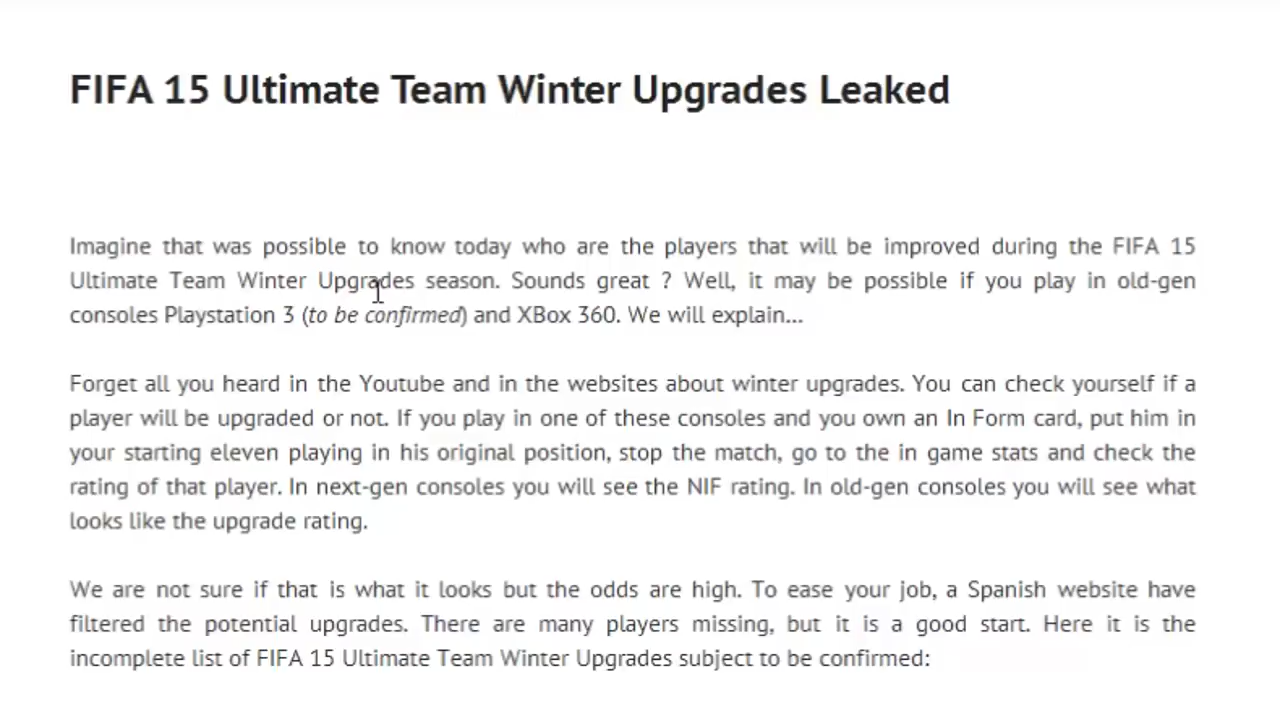 FIFA 15 Ultimate Team Winter Upgrades Leaked
Imagine that was possible to know today who are the players that will be improved during the FIFA 15
Ultimate Team Winter Upgrades season. Sounds great ? Well, it may be possible if you play in old-gen
consoles Playstation 3 (to be confirmed) and XBox 360. We will explain...
Forget all you heard in the Youtube and in the websites about winter upgrades. You can check yourself if a
player will be upgraded or not. If you play in one of these consoles and you own an In Form card, put him in
your starting eleven playing in his original position, stop the match, go to the in game stats and check the
rating of that player. In next-gen consoles you will see the NIF rating. In old-gen consoles you will see what
looks like the upgrade rating.
We are not sure if that is what it looks but the odds are high. To ease your job, a Spanish website have
filtered the potential upgrades. There are many players missing, but it is a good start. Here it is the
incomplete list of FIFA 15 Ultimate Team Winter Upgrades subject to be confirmed: